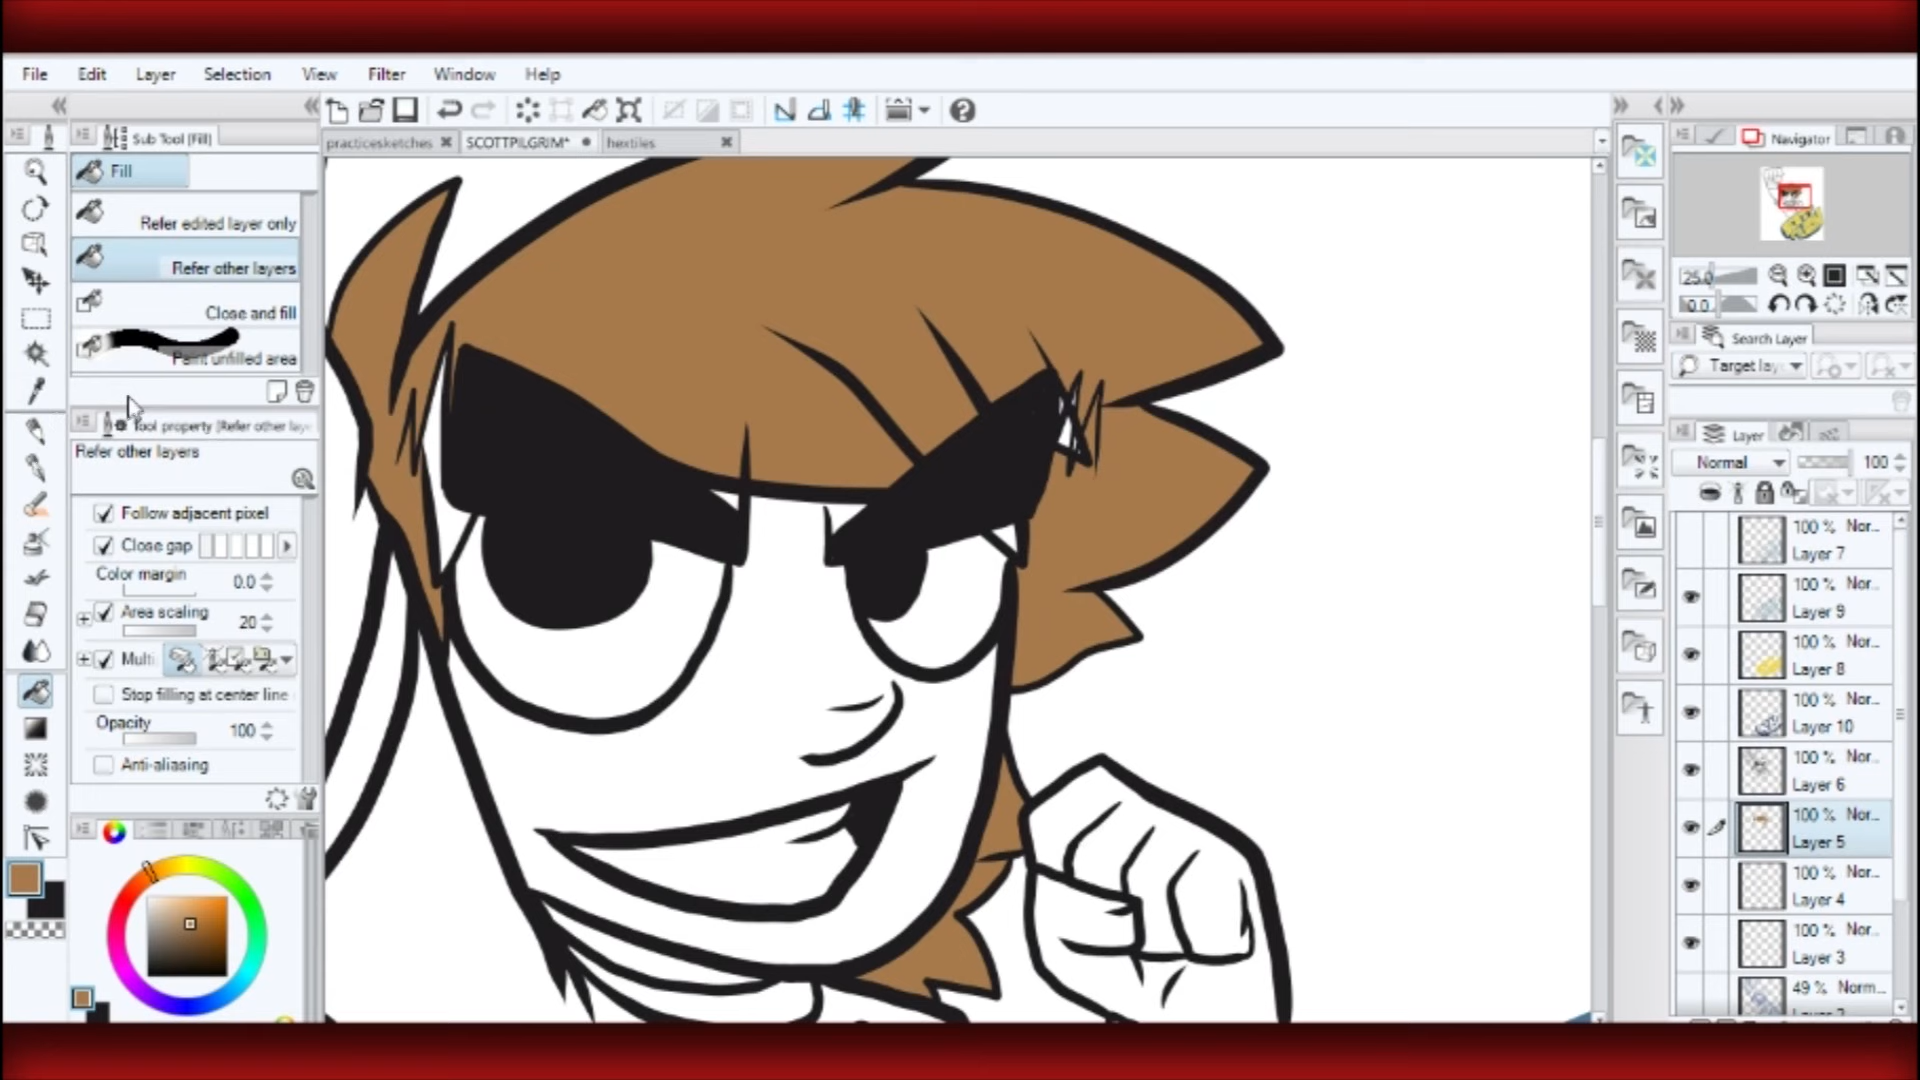 File Edit Layer Selection View Filter Window Help
Sub Tool [Fill]
practicesketches SCOTTPILGRIM* hextiles
Navigator
Fill
Refer edited layer only
Refer other layers
Close and fill
Paint unfilled area
Tool property [Refer other laye
Refer other layers
Follow adjacent pixel
Close gap
Color margin 0.0
Area scaling 20
Multi
Stop filling at center line
Opacity 100
Anti-aliasing
25.0
0.0
Search Layer
Target lay
Layer
Normal 100
100 % Nor...
Layer 7
100 % Nor...
Layer 9
100 % Nor...
Layer 8
100 % Nor...
Layer 10
100 % Nor...
Layer 6
100 % Nor...
Layer 5
100 % Nor...
Layer 4
100 % Nor...
Layer 3
49 % Norm...